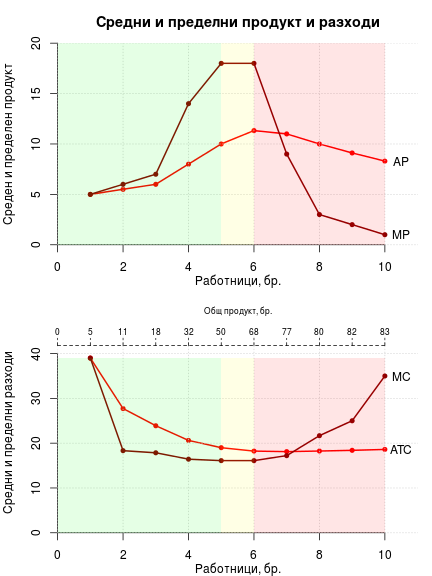 Средни и пределни продукт и разходи
Среден и пределен продукт
20
15
10
5
0
AP
MP
0 2 4 6 8 10
Работници, бр.
Общ продукт, бр.
0 5 11 18 32 50 68 77 80 82 83
Средни и пределни разходи
40
30
20
10
0
MC
ATC
0 2 4 6 8 10
Работници, бр.